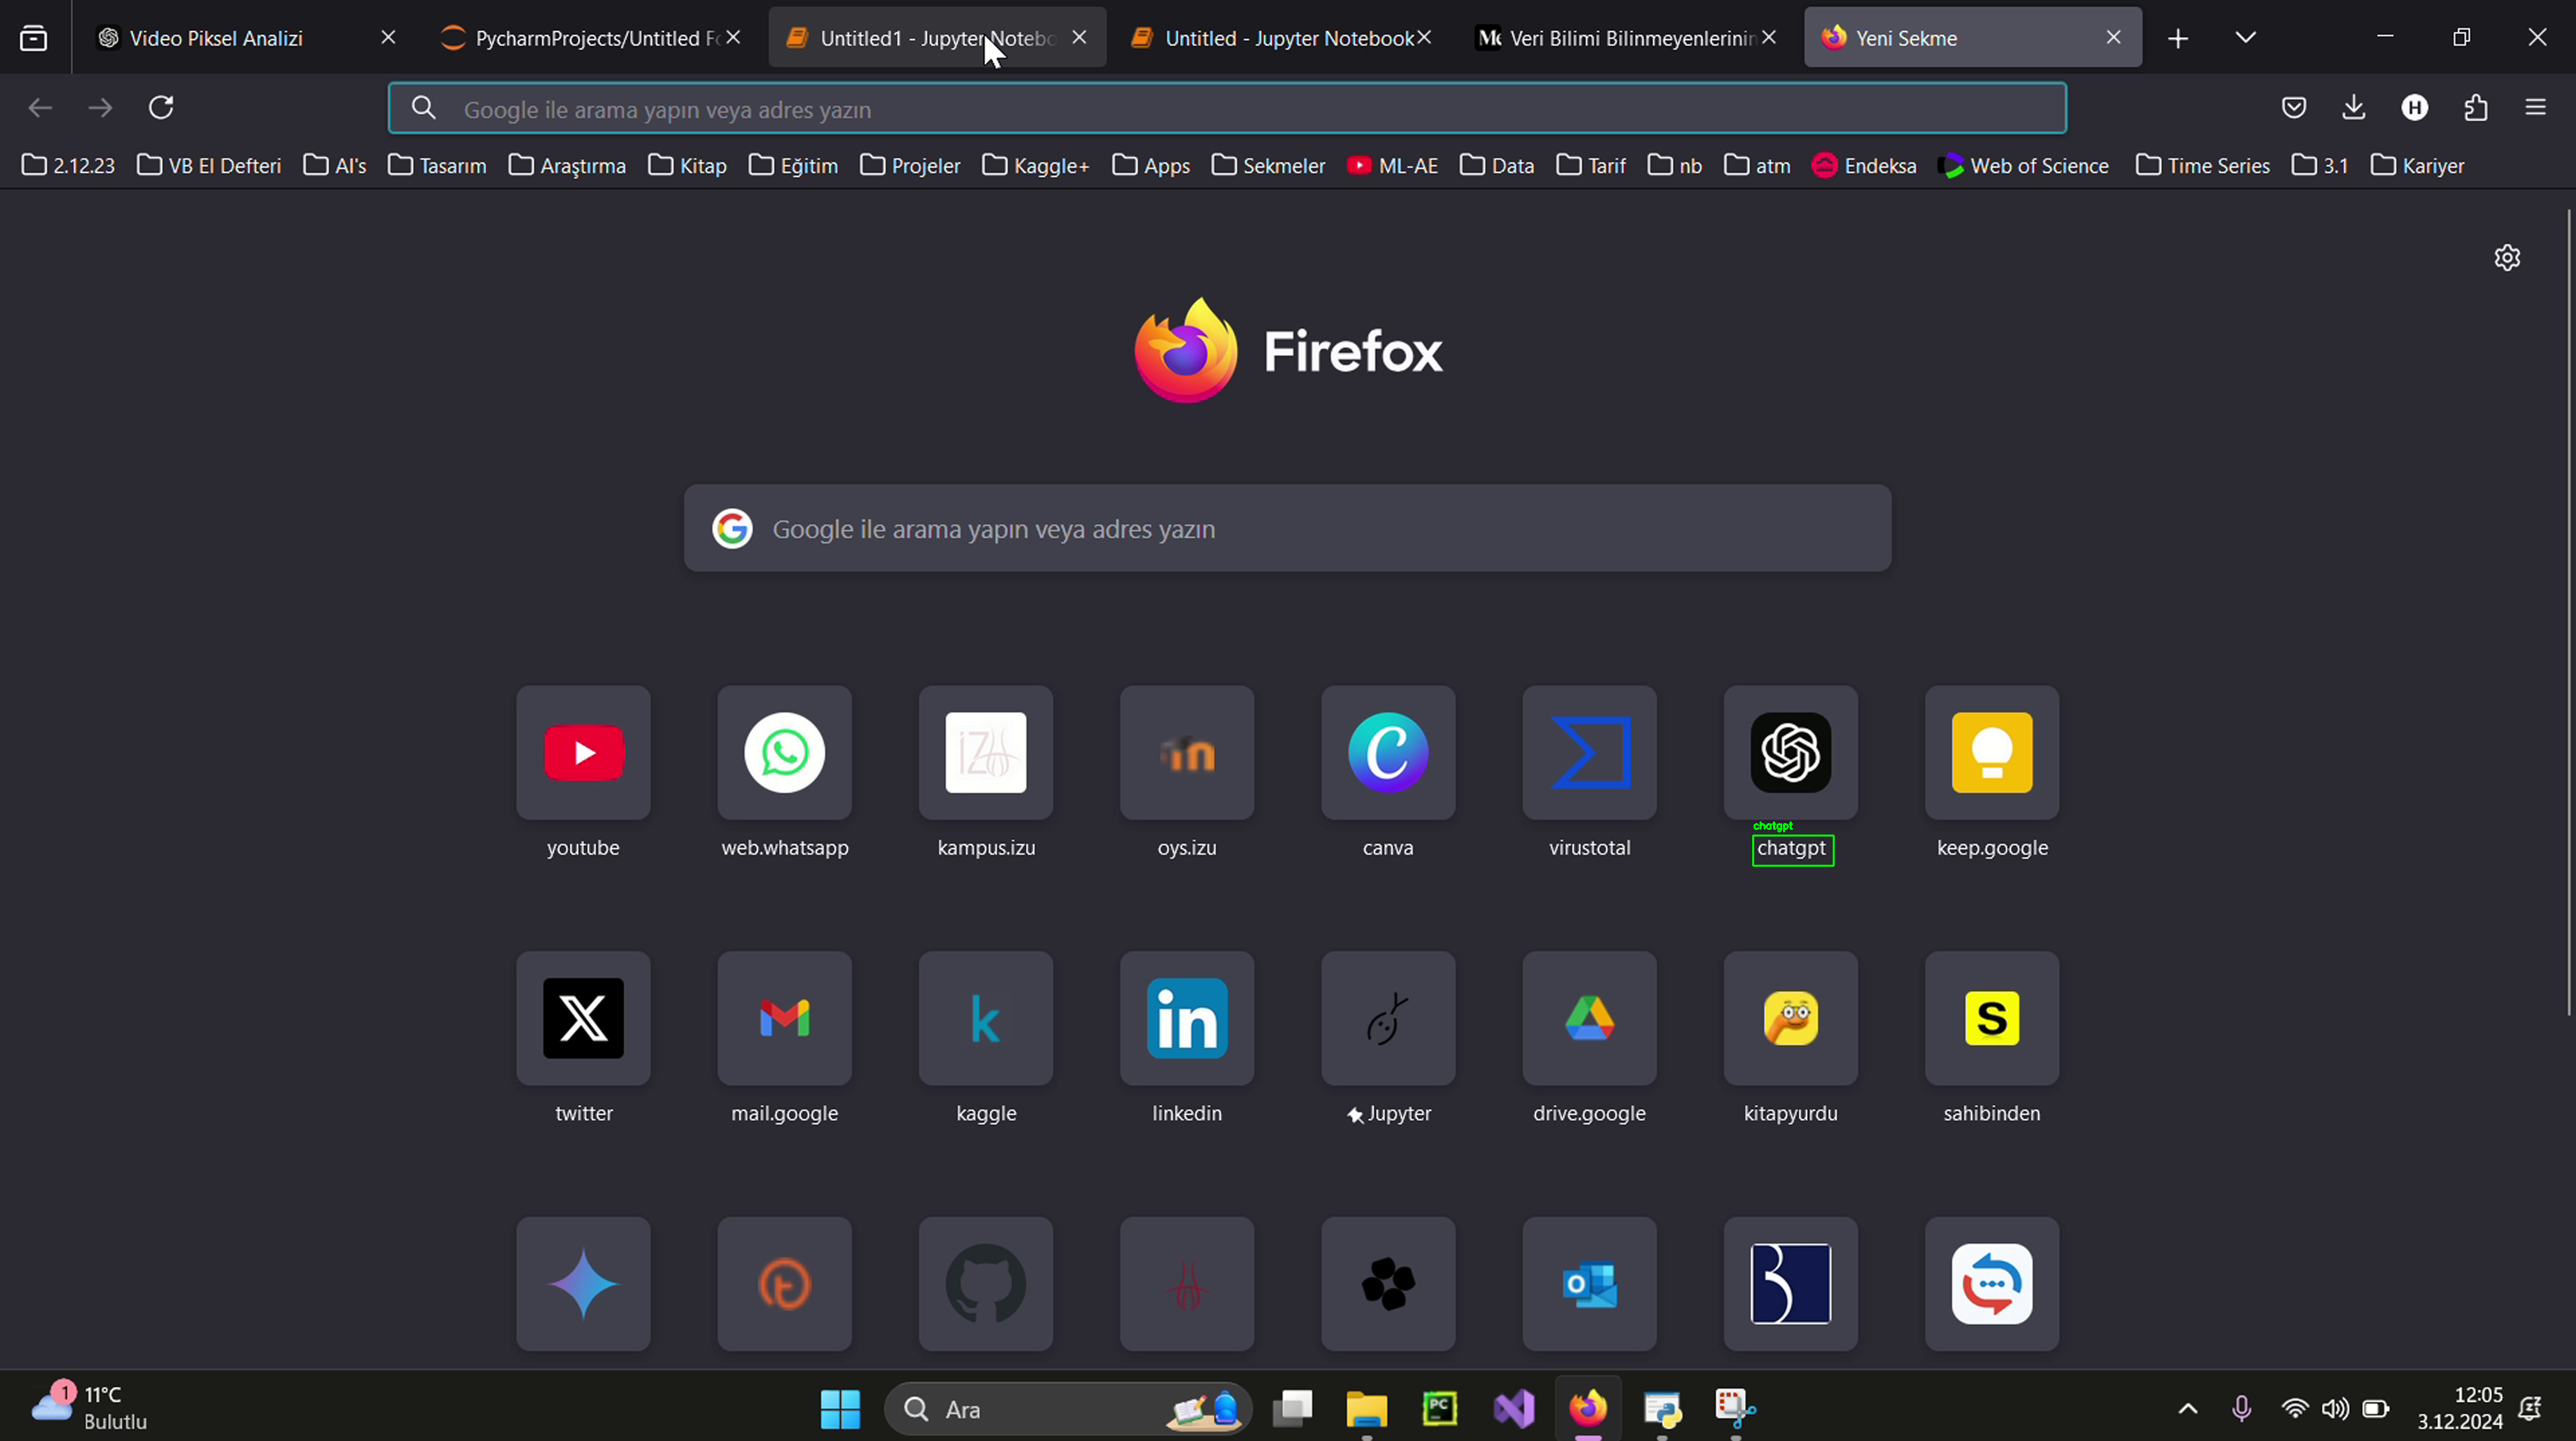 Video Piksel Analizi
PycharmProjects/Untitled Fo
Untitled1 - Jupyter Notebo
Untitled - Jupyter Notebook
Veri Bilimi Bilinmeyenlerinin
Yeni Sekme
Google ile arama yapın veya adres yazın
H
2.12.23
VB El Defteri
AI's
Tasarım
Araştırma
Kitap
Eğitim
Projeler
Kaggle+
Apps
Sekmeler
ML-AE
Data
Tarif
nb
atm
Endeksa
Web of Science
Time Series
3.1
Kariyer
Firefox
Google ile arama yapın veya adres yazın
chatgpt
youtube
web.whatsapp
kampus.izu
oys.izu
canva
virustotal
chatgpt
keep.google
twitter
mail.google
kaggle
linkedin
Jupyter
drive.google
kitapyurdu
sahibinden
1
11°C
Bulutlu
Ara
12:05
3.12.2024